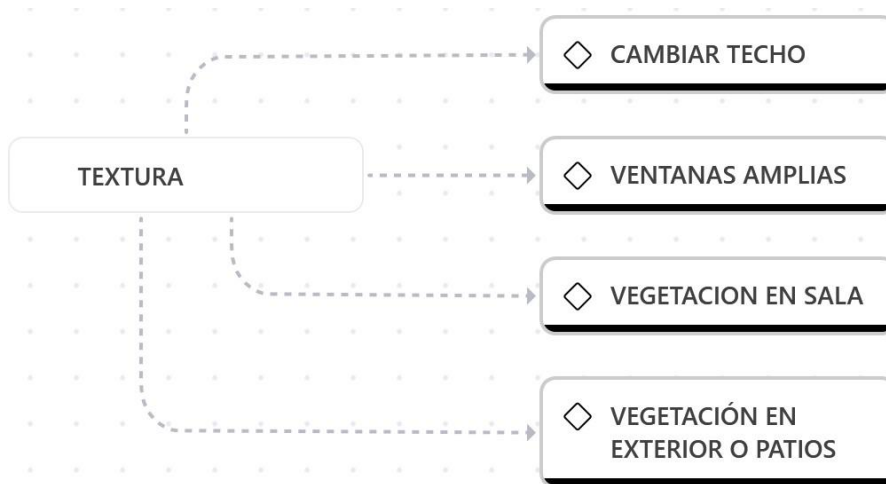 CAMBIAR TECHO
TEXTURA
VENTANAS AMPLIAS
VEGETACION EN SALA
VEGETACIÓN EN
EXTERIOR O PATIOS